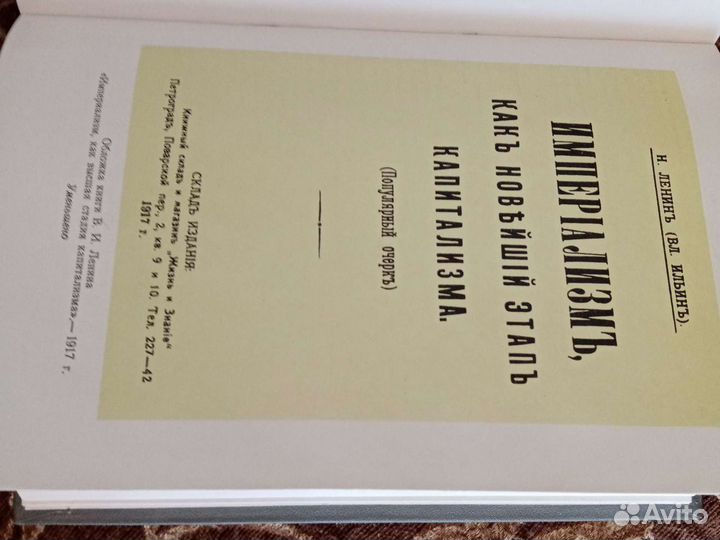 Н. ЛЕНИНЪ (ВЛ. ИЛЬИНЪ).
ИМПЕРІАЛИЗМЪ,
КАКЪ НОВѢЙШІЙ ЭТАПЪ
КАПИТАЛИЗМА.
(Популярный очеркъ)
СКЛАДЪ ИЗДАНІЯ:
Книжный складъ и магазинъ „Жизнь и Знаніе“
Петроградъ, Поварской пер., 2, кв. 9 и 10. Тел. 227—42
1917 г.
Обложка книги В. И. Ленина
«Империализм, как высшая стадия капитализма».— 1917 г.
Уменьшено
Avito